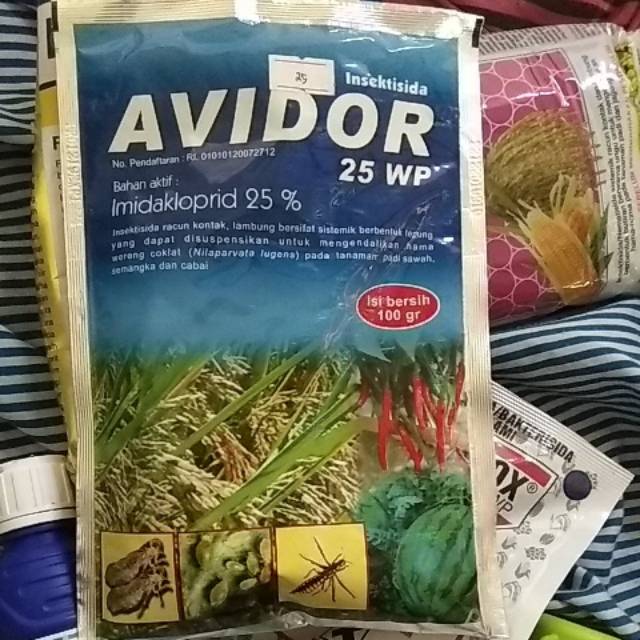 25
Insektisida
AVIDOR
No. Pendaftaran : RI. 01010120072712
25 WP
Bahan aktif :
Imidakloprid 25 %
Insektisida racun kontak, lambung bersifat sistemik berbentuk tepung
yang dapat disuspensikan untuk mengendalikan hama
wereng coklat (Nilaparvata lugens) pada tanaman padi sawah,
semangka dan cabai
Isi bersih
100 gr
BAKTERISIDA
OX®
WP